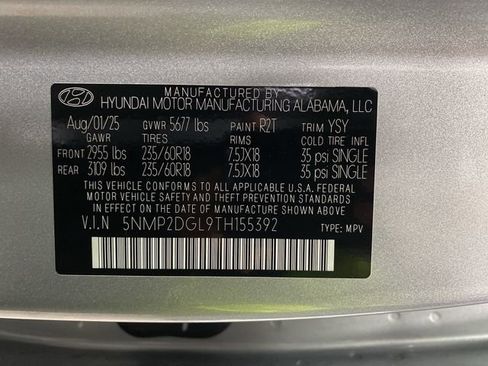 MANUFACTURED BY
HYUNDAI MOTOR MANUFACTURING ALABAMA, LLC
Aug/01/25 GVWR 5677 lbs PAINT R2T TRIM YSY
GAWR TIRES RIMS COLD TIRE INFL
FRONT 2955 lbs 235/60R18 7.5JX18 35 psi SINGLE
REAR 3109 lbs 235/60R18 7.5JX18 35 psi SINGLE
THIS VEHICLE CONFORMS TO ALL APPLICABLE U.S.A. FEDERAL
MOTOR VEHICLE SAFETY AND THEFT PREVENTION STANDARDS
IN EFFECT ON THE DATE OF MANUFACTURE SHOWN ABOVE.
V.I.N 5NMP2DGL9TH155392 TYPE: MPV